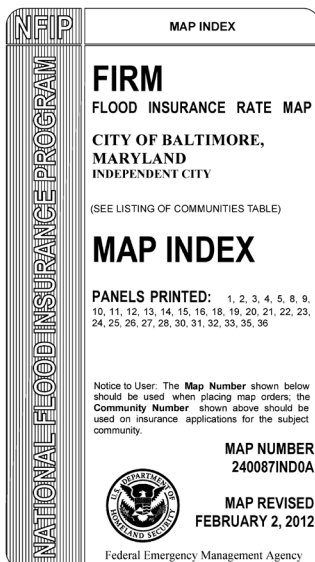 NFIP
MAP INDEX
NATIONAL FLOOD INSURANCE PROGRAM
FIRM
FLOOD INSURANCE RATE MAP
CITY OF BALTIMORE,
MARYLAND
INDEPENDENT CITY
(SEE LISTING OF COMMUNITIES TABLE)
MAP INDEX
PANELS PRINTED: 1, 2, 3, 4, 5, 8, 9,
10, 11, 12, 13, 14, 15, 16, 18, 19, 20, 21, 22, 23,
24, 25, 26, 27, 28, 30, 31, 32, 33, 35, 36
Notice to User: The Map Number shown below
should be used when placing map orders; the
Community Number shown above should be
used on insurance applications for the subject
community.
MAP NUMBER
240087IND0A
U.S. DEPARTMENT OF HOMELAND SECURITY
MAP REVISED
FEBRUARY 2, 2012
Federal Emergency Management Agency